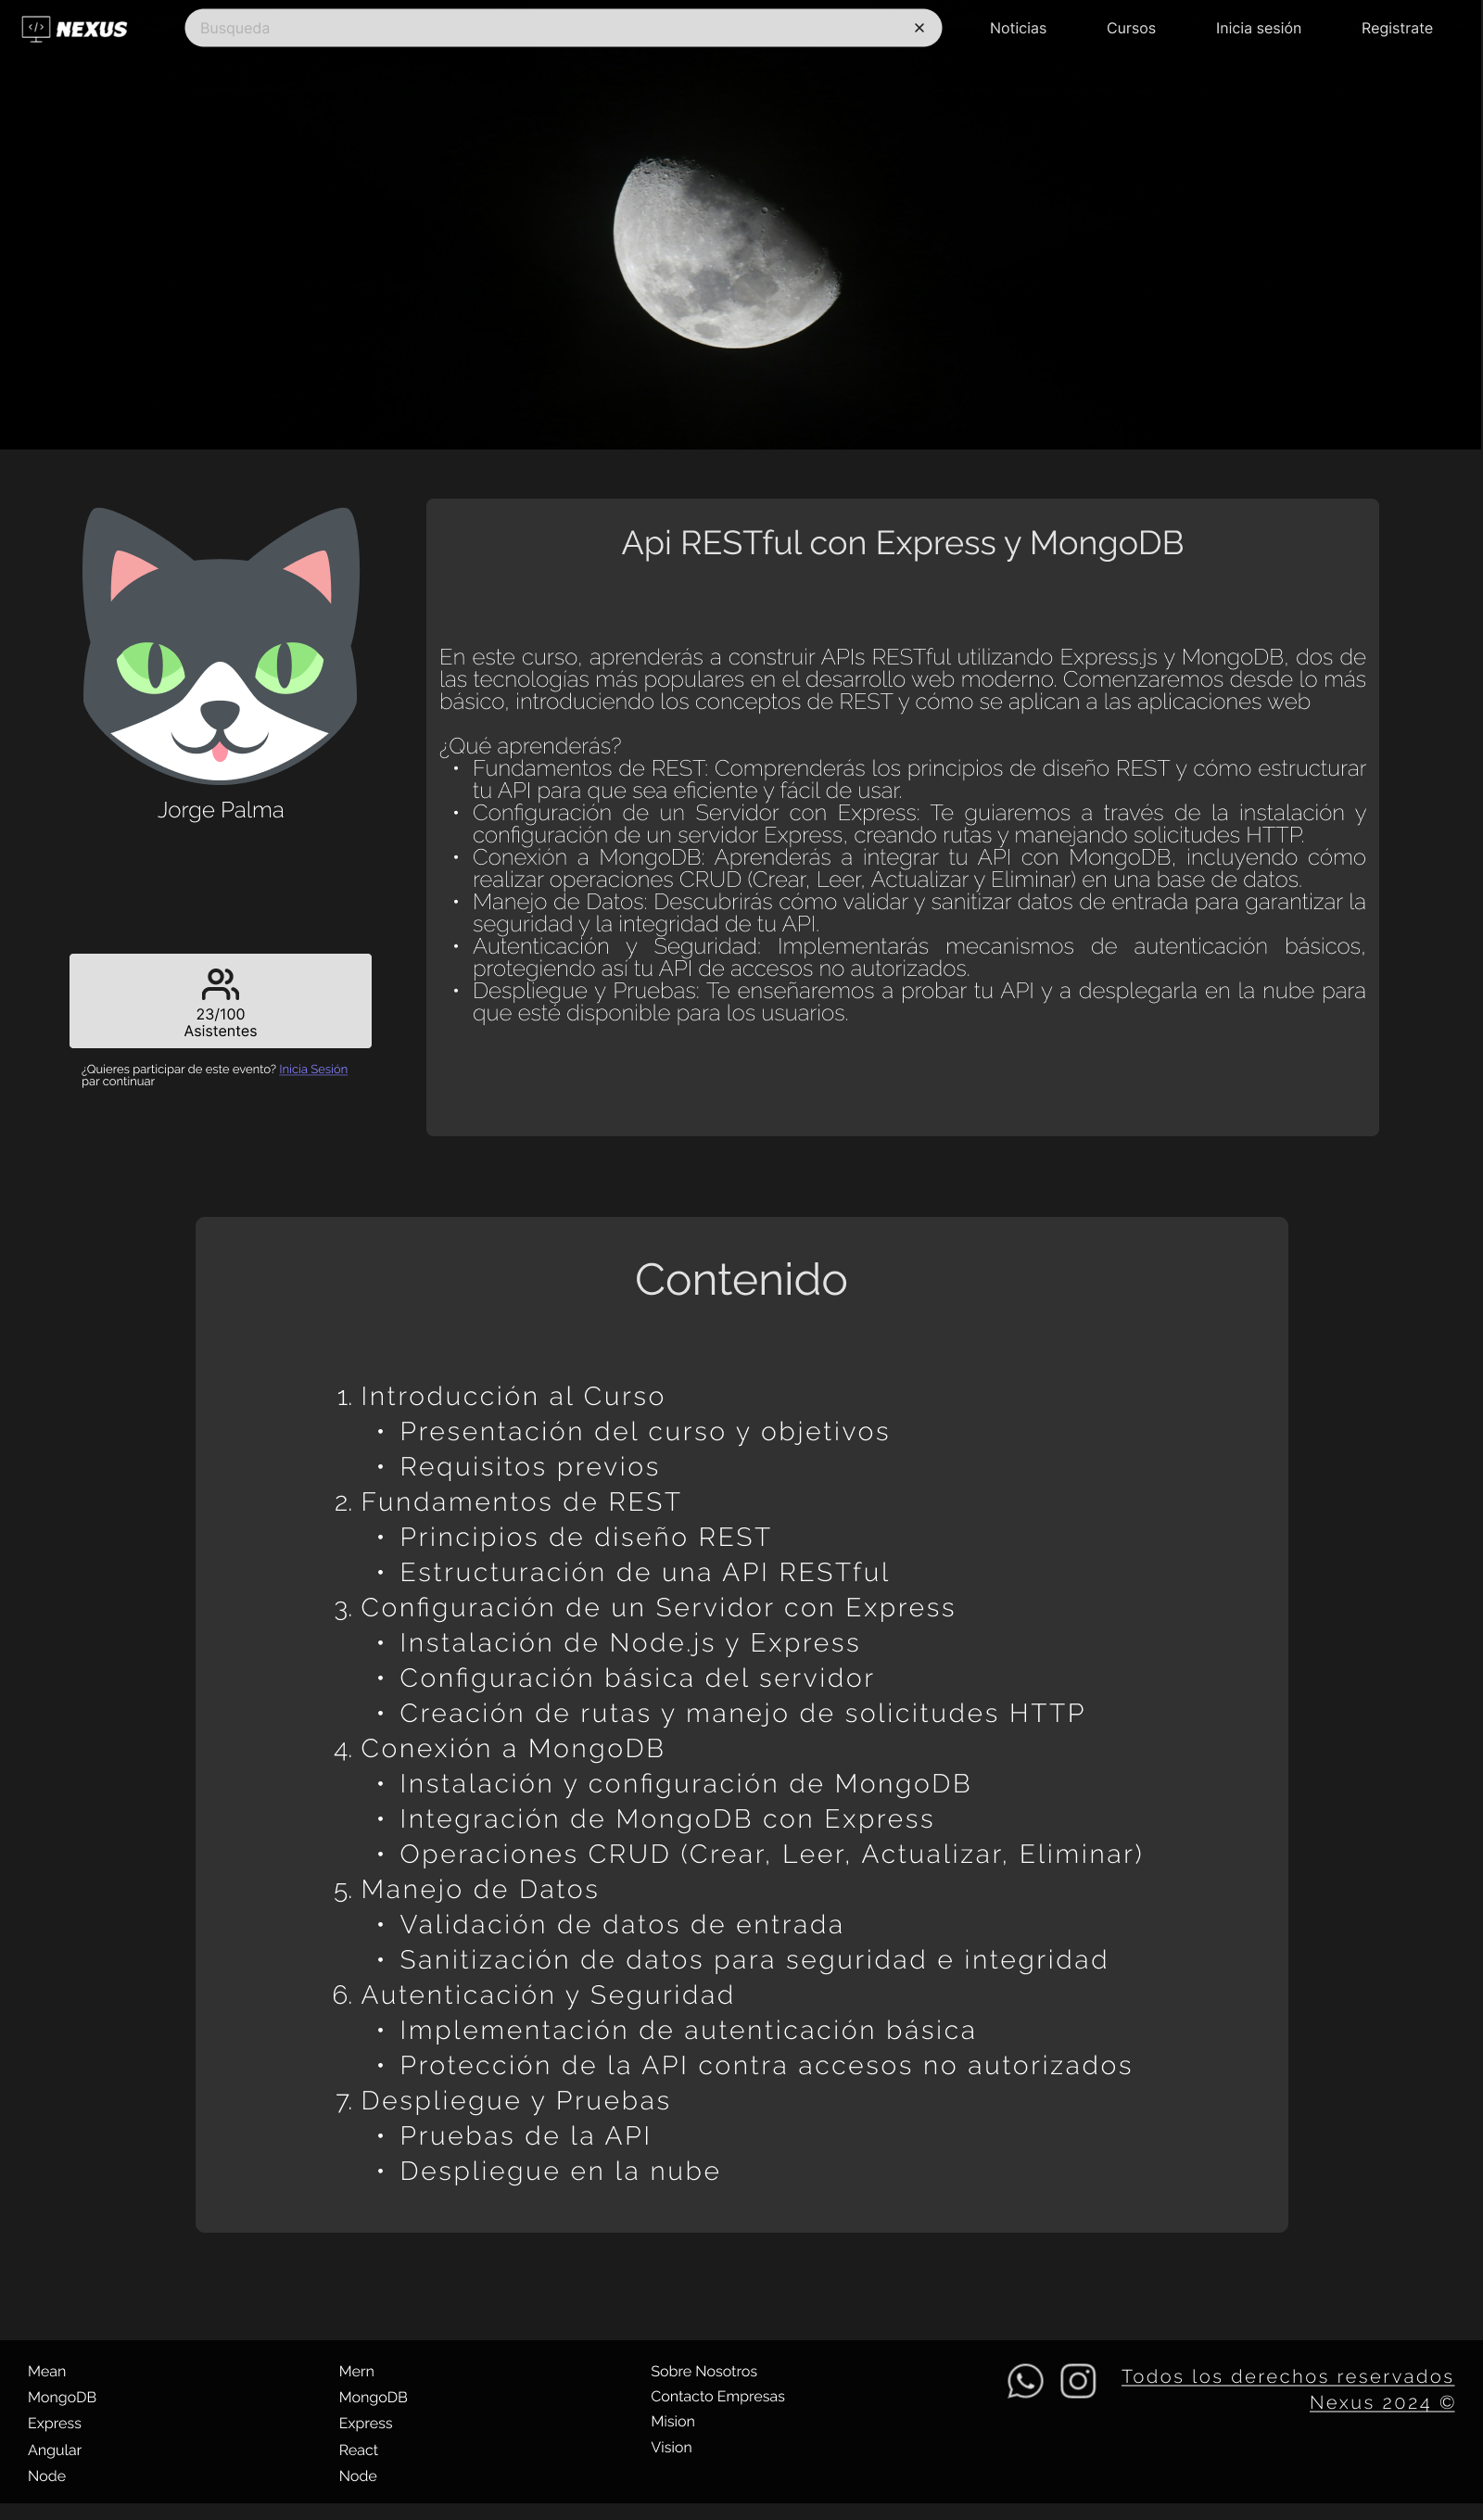 NEXUS
Busqueda
Noticias
Cursos
Inicia sesión
Registrate
Jorge Palma
23/100
Asistentes
¿Quieres participar de este evento? Inicia Sesión
par continuar
Api RESTful con Express y MongoDB
En este curso, aprenderás a construir APIs RESTful utilizando Express.js y MongoDB, dos de
las tecnologías más populares en el desarrollo web moderno. Comenzaremos desde lo más
básico, introduciendo los conceptos de REST y cómo se aplican a las aplicaciones web
¿Qué aprenderás?
• Fundamentos de REST: Comprenderás los principios de diseño REST y cómo estructurar
tu API para que sea eficiente y fácil de usar.
• Configuración de un Servidor con Express: Te guiaremos a través de la instalación y
configuración de un servidor Express, creando rutas y manejando solicitudes HTTP.
• Conexión a MongoDB: Aprenderás a integrar tu API con MongoDB, incluyendo cómo
realizar operaciones CRUD (Crear, Leer, Actualizar y Eliminar) en una base de datos.
• Manejo de Datos: Descubrirás cómo validar y sanitizar datos de entrada para garantizar la
seguridad y la integridad de tu API.
• Autenticación y Seguridad: Implementarás mecanismos de autenticación básicos,
protegiendo así tu API de accesos no autorizados.
• Despliegue y Pruebas: Te enseñaremos a probar tu API y a desplegarla en la nube para
que esté disponible para los usuarios.
Contenido
1. Introducción al Curso
• Presentación del curso y objetivos
• Requisitos previos
2. Fundamentos de REST
• Principios de diseño REST
• Estructuración de una API RESTful
3. Configuración de un Servidor con Express
• Instalación de Node.js y Express
• Configuración básica del servidor
• Creación de rutas y manejo de solicitudes HTTP
4. Conexión a MongoDB
• Instalación y configuración de MongoDB
• Integración de MongoDB con Express
• Operaciones CRUD (Crear, Leer, Actualizar, Eliminar)
5. Manejo de Datos
• Validación de datos de entrada
• Sanitización de datos para seguridad e integridad
6. Autenticación y Seguridad
• Implementación de autenticación básica
• Protección de la API contra accesos no autorizados
7. Despliegue y Pruebas
• Pruebas de la API
• Despliegue en la nube
Mean
MongoDB
Express
Angular
Node
Mern
MongoDB
Express
React
Node
Sobre Nosotros
Contacto Empresas
Mision
Vision
Todos los derechos reservados
Nexus 2024 ©